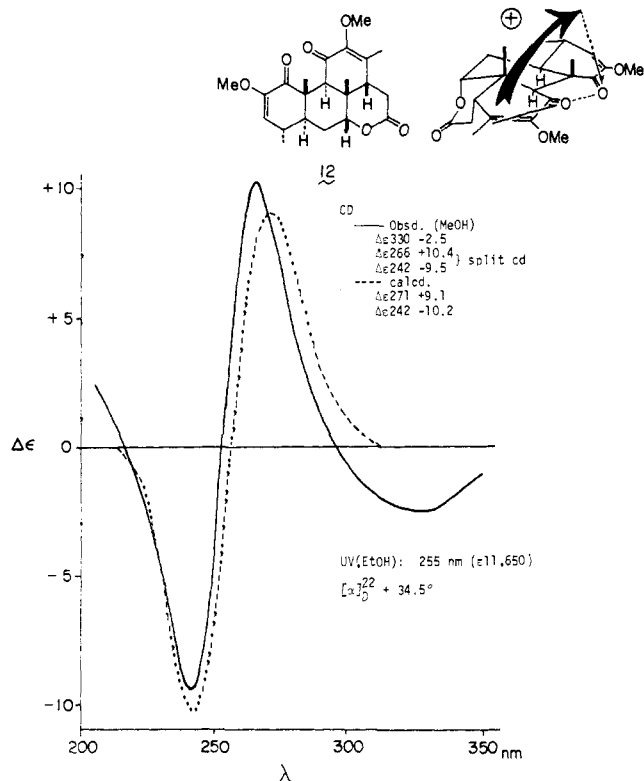 OMe
O
MeO
O
H
H
H
H
O
O
+
H
H
O
O
OMe
O
O
OMe
12
CD
Obsd. (MeOH)
Δε330 -2.5
Δε266 +10.4
Δε242 -9.5 } split cd
calcd.
Δε271 +9.1
Δε242 -10.2
+10
+5
Δε
0
-5
-10
UV(EtOH): 255 nm (ε11,650)
[α]D22 + 34.5°
200
250
300
350 nm
λ